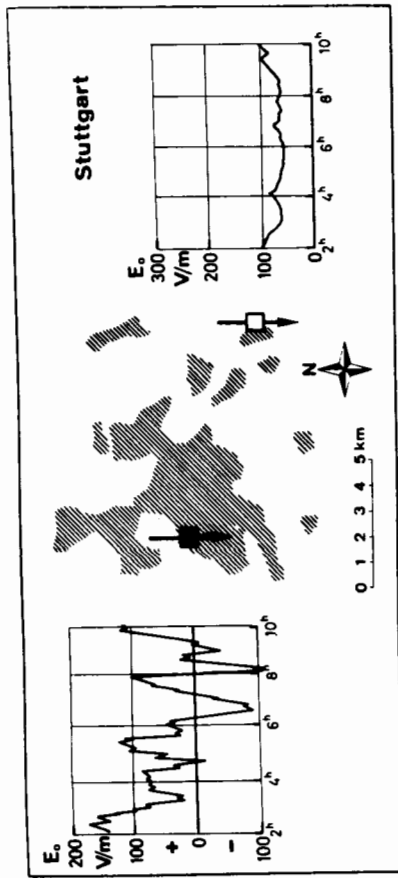 Stuttgart
E₀
V/m
200
100
+
0
−
100
2ʰ 4ʰ 6ʰ 8ʰ 10ʰ
0 1 2 3 4 5 km
N
E₀
V/m
300
200
100
0
2ʰ 4ʰ 6ʰ 8ʰ 10ʰ